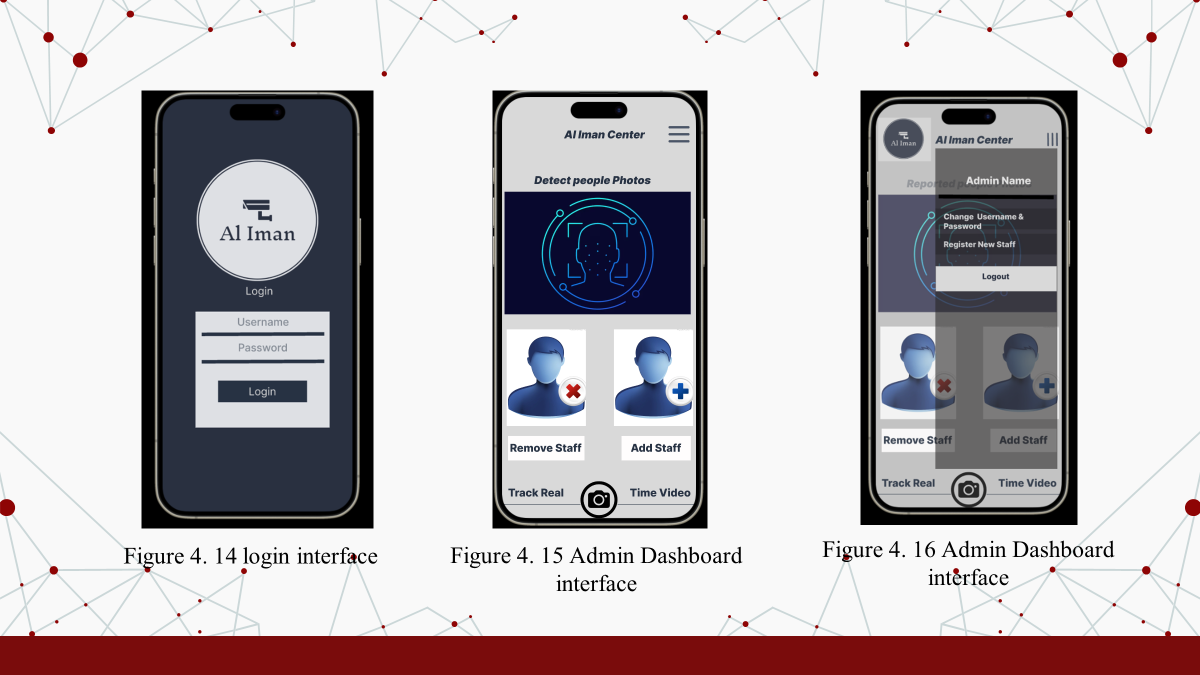 Al Iman
Login
Username
Password
Login
Figure 4. 14 login interface
Al Iman Center
Detect people Photos
Remove Staff
Add Staff
Track Real
Time Video
Figure 4. 15 Admin Dashboard
interface
Al Iman
Al Iman Center
Admin Name
Change Username &
Password
Register New Staff
Logout
Remove Staff
Add Staff
Track Real
Time Video
Figure 4. 16 Admin Dashboard
interface